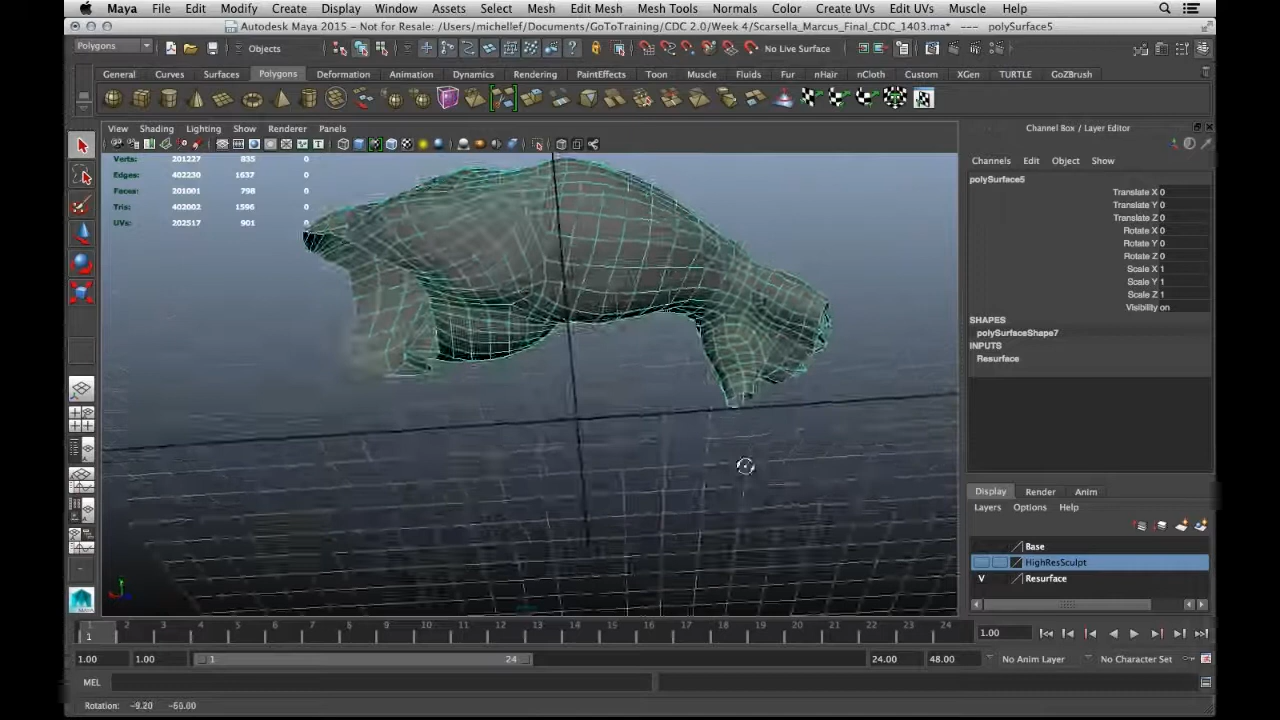 Maya File Edit Modify Create Display Window Assets Select Mesh Edit Mesh Mesh Tools Normals Color Create UVs Edit UVs Muscle Help
Autodesk Maya 2015 - Not for Resale: /Users/michellef/Documents/GoToTraining/CDC 2.0/Week 4/Scarsella_Marcus_Final_CDC_1403.ma* --- polySurface5
Polygons Objects No Live Surface
General Curves Surfaces Polygons Deformation Animation Dynamics Rendering PaintEffects Toon Muscle Fluids Fur nHair nCloth Custom XGen TURTLE GoZBrush
View Shading Lighting Show Renderer Panels
Channel Box / Layer Editor
Channels Edit Object Show
Verts: 201227 835 0
Edges: 402230 1637 0
Faces: 201001 798 0
Tris: 402002 1596 0
UVs: 202517 901 0
polySurface5
Translate X 0
Translate Y 0
Translate Z 0
Rotate X 0
Rotate Y 0
Rotate Z 0
Scale X 1
Scale Y 1
Scale Z 1
Visibility on
SHAPES
polySurfaceShape7
INPUTS
Resurface
Display Render Anim
Layers Options Help
Base
HighResSculpt
V Resurface
1 2 3 4 5 6 7 8 9 10 11 12 13 14 15 16 17 18 19 20 21 22 23 24
1 1.00
1.00 1.00 1 24 24.00 48.00 No Anim Layer No Character Set
MEL
Rotation: -9.20 -60.00